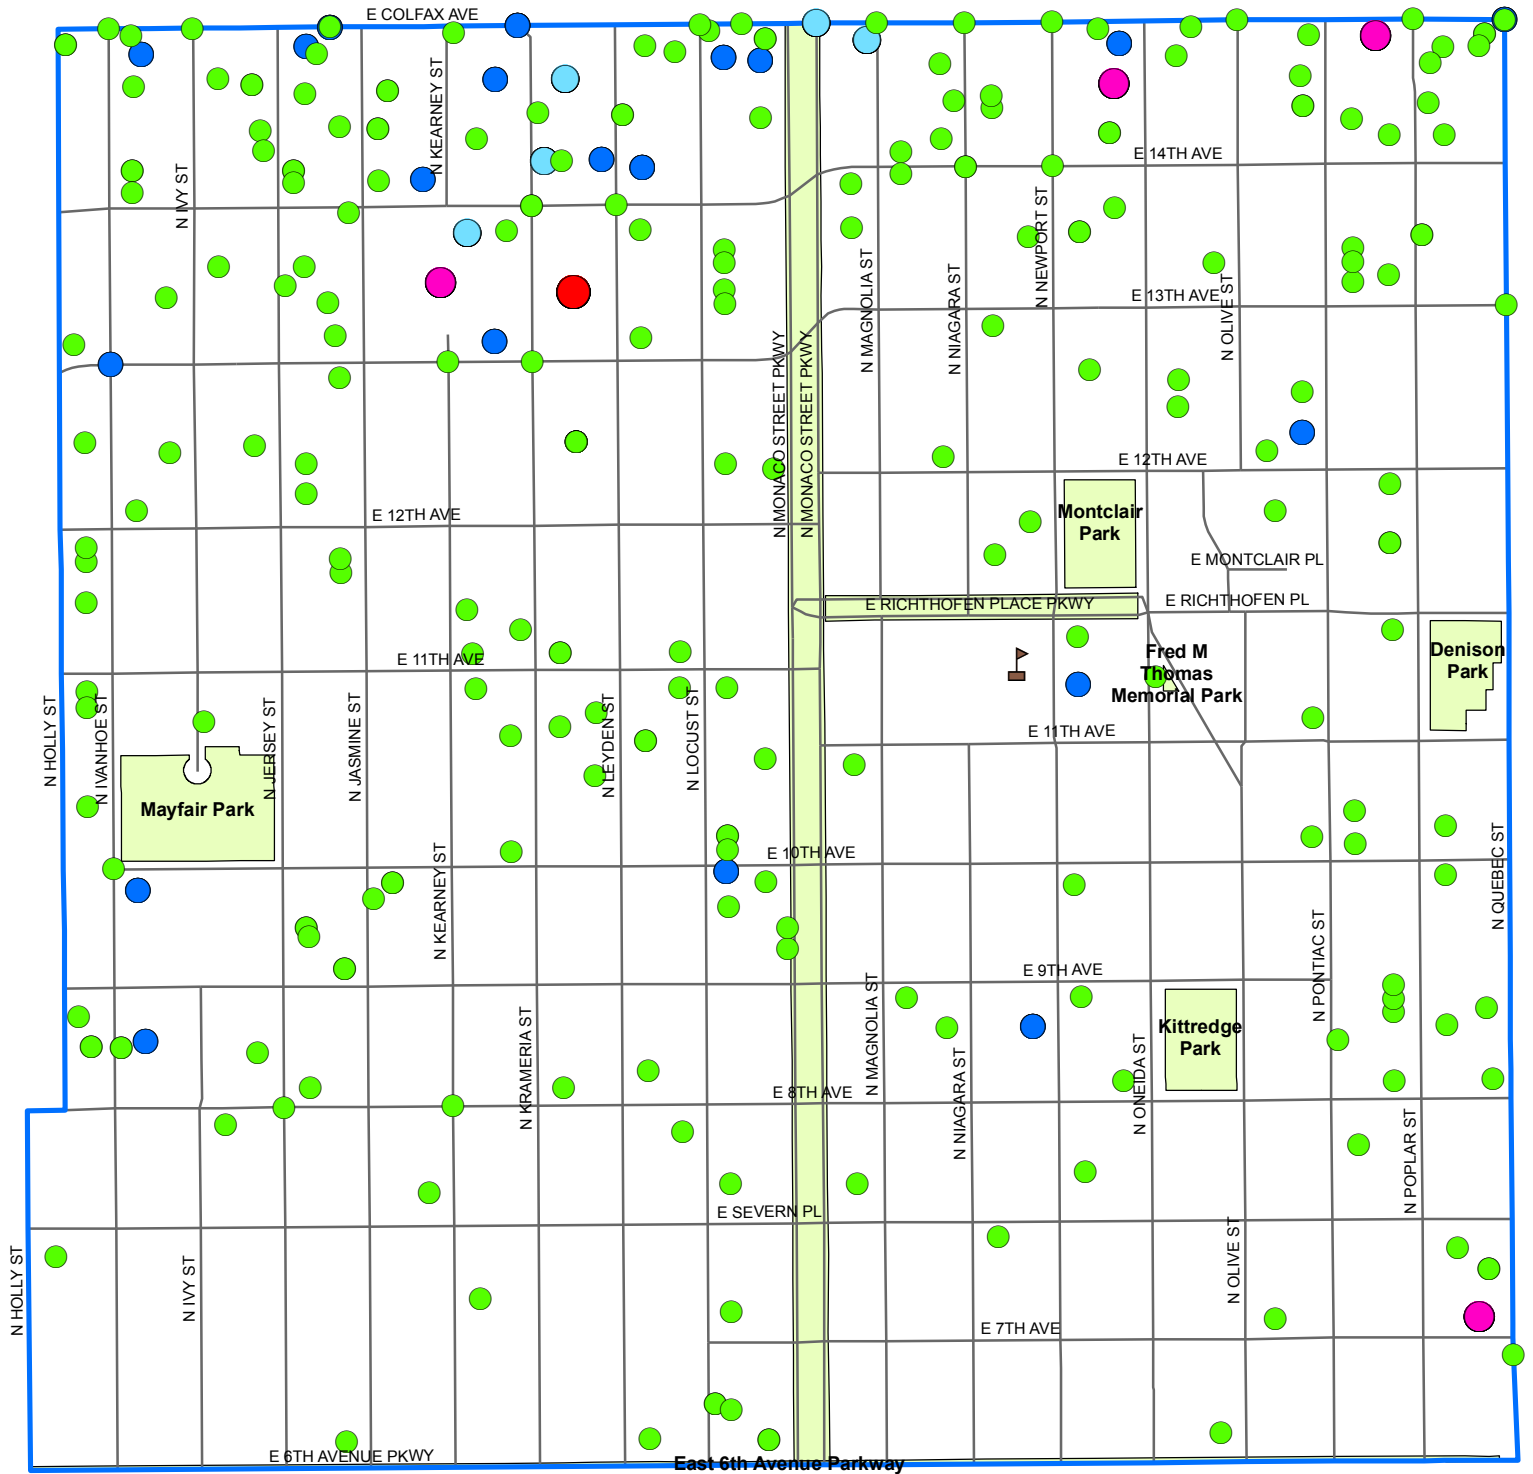 E COLFAX AVE
N KEARNEY ST
E 14TH AVE
N IVY ST
N NEWPORT ST
N MAGNOLIA ST
N NIAGARA ST
E 13TH AVE
N OLIVE ST
N MONACO STREET PKWY
N MONACO STREET PKWY
E 12TH AVE
E 12TH AVE
Montclair
Park
E MONTCLAIR PL
E RICHTHOFEN PLACE PKWY
E RICHTHOFEN PL
E 11TH AVE
Fred M
Thomas
Memorial Park
Denison
Park
N HOLLY ST
N IVANHOE ST
N JERSEY ST
N JASMINE ST
N LEYDEN ST
N LOCUST ST
E 11TH AVE
Mayfair Park
N KEARNEY ST
E 10TH AVE
N QUEBEC ST
N PONTIAC ST
E 9TH AVE
N MAGNOLIA ST
N KRAMERIA ST
Kittredge
Park
N NIAGARA ST
N ONEIDA ST
E 8TH AVE
N POPLAR ST
E SEVERN PL
N HOLLY ST
N IVY ST
N OLIVE ST
E 7TH AVE
E 6TH AVENUE PKWY
East 6th Avenue Parkway